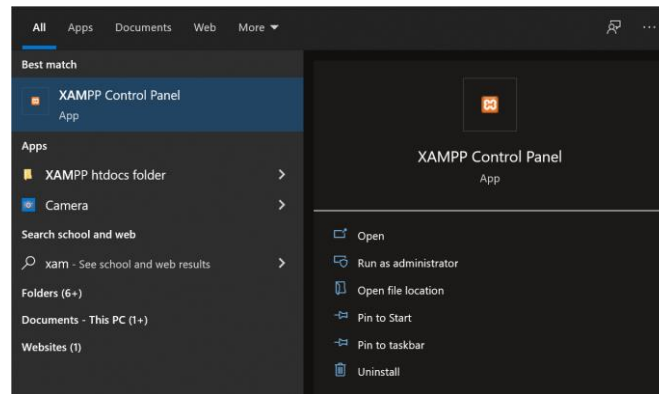 All Apps Documents Web More
Best match
XAMPP Control Panel
App
Apps
XAMPP htdocs folder
Camera
Search school and web
xam - See school and web results
Folders (6+)
Documents - This PC (1+)
Websites (1)
XAMPP Control Panel
App
Open
Run as administrator
Open file location
Pin to Start
Pin to taskbar
Uninstall